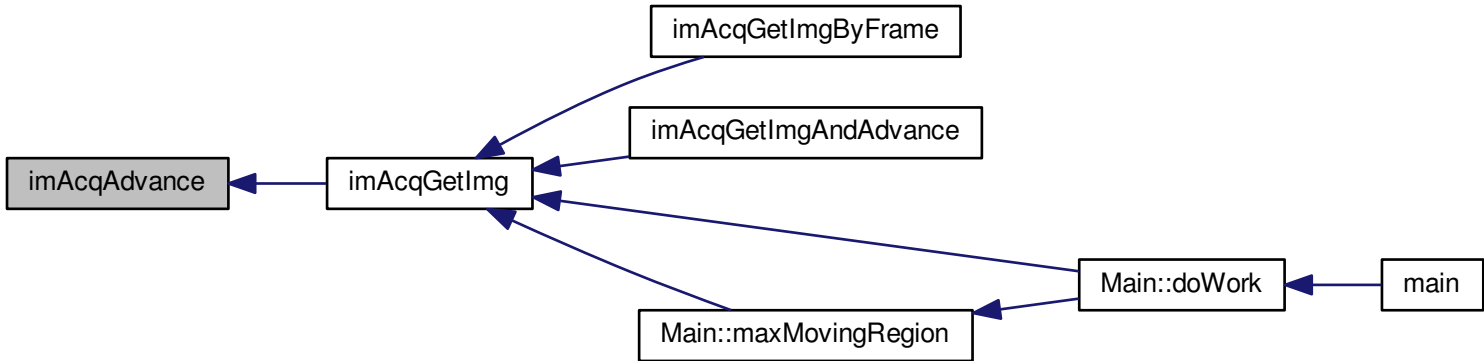 imAcqGetImgByFrame
imAcqGetImgAndAdvance
imAcqAdvance
imAcqGetImg
Main::doWork
main
Main::maxMovingRegion